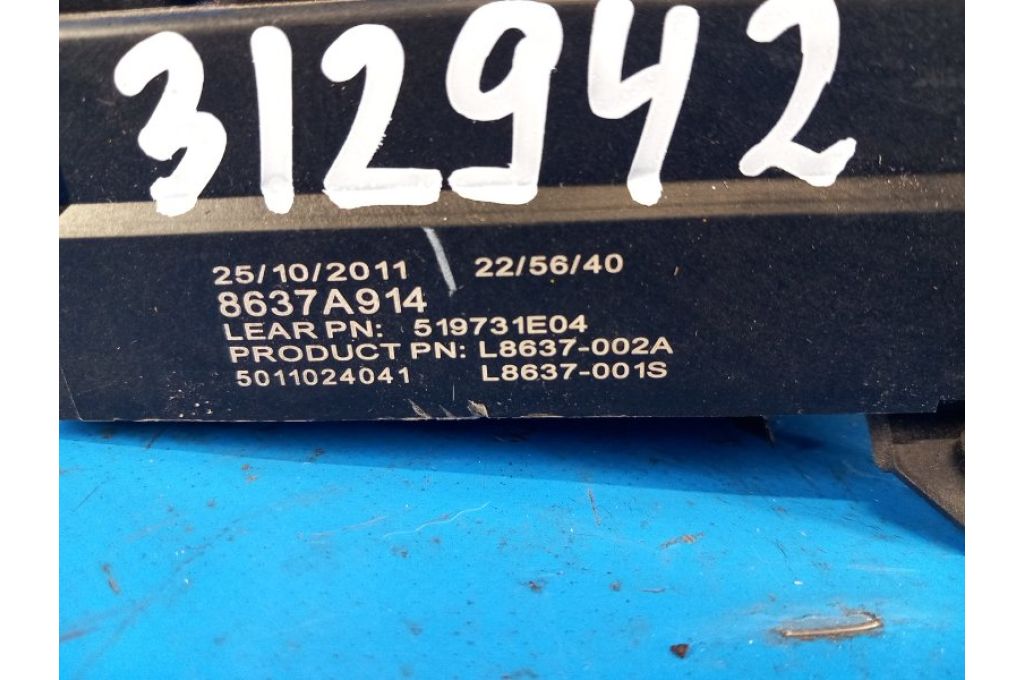 312942
25/10/2011 22/56/40
8637A914
LEAR PN: 519731E04
PRODUCT PN: L8637-002A
5011024041 L8637-001S